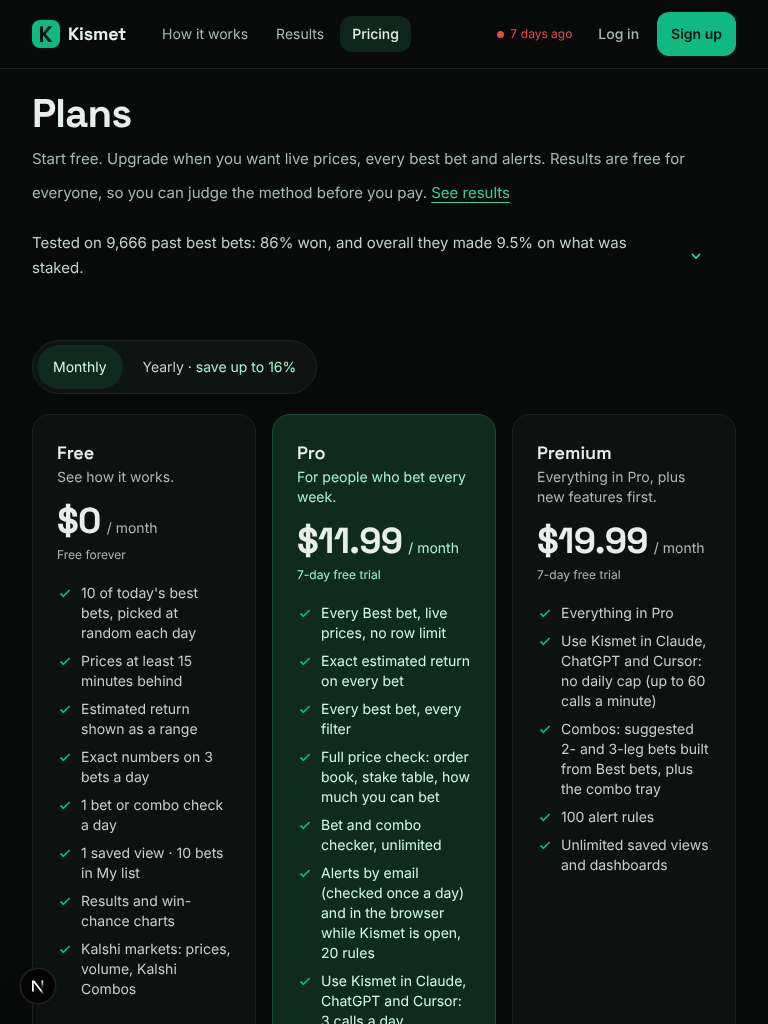 Kismet
How it works
Results
Pricing
7 days ago
Log in
Sign up
Plans
Start free. Upgrade when you want live prices, every best bet and alerts. Results are free for
everyone, so you can judge the method before you pay. See results
Tested on 9,666 past best bets: 86% won, and overall they made 9.5% on what was
staked.
Monthly
Yearly · save up to 16%
Free
See how it works.
$0 / month
Free forever
10 of today's best
bets, picked at
random each day
Prices at least 15
minutes behind
Estimated return
shown as a range
Exact numbers on 3
bets a day
1 bet or combo check
a day
1 saved view · 10 bets
in My list
Results and win-
chance charts
Kalshi markets: prices,
volume, Kalshi
Combos
Pro
For people who bet every
week.
$11.99 / month
7-day free trial
Every Best bet, live
prices, no row limit
Exact estimated return
on every bet
Every best bet, every
filter
Full price check: order
book, stake table, how
much you can bet
Bet and combo
checker, unlimited
Alerts by email
(checked once a day)
and in the browser
while Kismet is open,
20 rules
Use Kismet in Claude,
ChatGPT and Cursor:
3 calls a day
Premium
Everything in Pro, plus
new features first.
$19.99 / month
7-day free trial
Everything in Pro
Use Kismet in Claude,
ChatGPT and Cursor:
no daily cap (up to 60
calls a minute)
Combos: suggested
2- and 3-leg bets built
from Best bets, plus
the combo tray
100 alert rules
Unlimited saved views
and dashboards